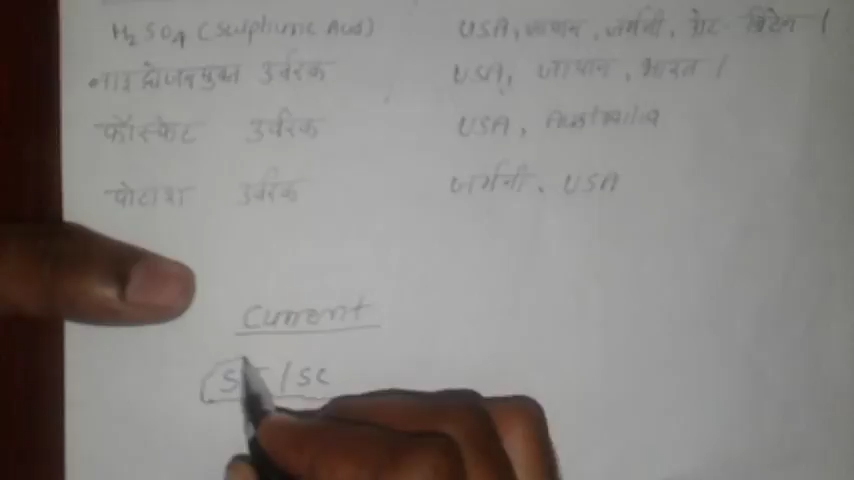 H2SO4 (Sulphuric Acid) USA, जापान, जर्मनी, ग्रेट ब्रिटेन।
नाइट्रोजनयुक्त उर्वरक USA, जापान, भारत।
फॉस्फेट उर्वरक USA, Australia
पोटाश उर्वरक जर्मनी, USA
Current
/SC